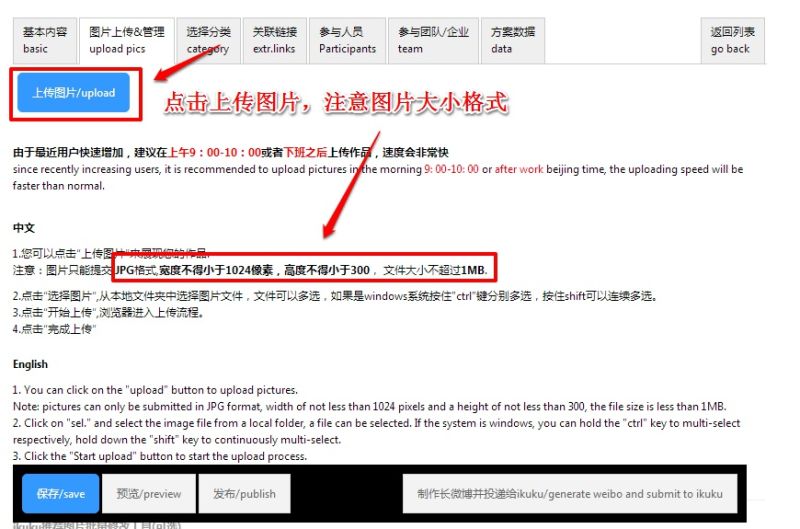 基本内容
basic
图片上传&管理
upload pics
选择分类
category
关联链接
extr.links
参与人员
Participants
参与团队/企业
team
方案数据
data
返回列表
go back
上传图片/upload
点击上传图片，注意图片大小格式
由于最近用户快速增加，建议在上午9：00-10：00或者下班之后上传作品，速度会非常快
since recently increasing users, it is recommended to upload pictures in the morning 9: 00-10: 00 or after work beijing time, the uploading speed will be
faster than normal.
中文
1.您可以点击“上传图片”来展现您的作品.
注意：图片只能提交JPG格式,宽度不得小于1024像素，高度不得小于300， 文件大小不超过1MB.
2.点击“选择图片”,从本地文件夹中选择图片文件，文件可以多选，如果是windows系统按住"ctrl"键分别多选，按住shift可以连续多选。
3.点击“开始上传”,浏览器进入上传流程。
4.点击“完成上传”
English
1. You can click on the "upload" button to upload pictures.
Note: pictures can only be submitted in JPG format, width of not less than 1024 pixels and a height of not less than 300, the file size is less than 1MB.
2. Click on "sel." and select the image file from a local folder, a file can be selected. If the system is windows, you can hold the "ctrl" key to multi-select
respectively, hold down the "shift" key to continuously multi-select.
3. Click the "Start upload" button to start the upload process.
保存/save
预览/preview
发布/publish
制作长微博并投递给ikuku/generate weibo and submit to ikuku